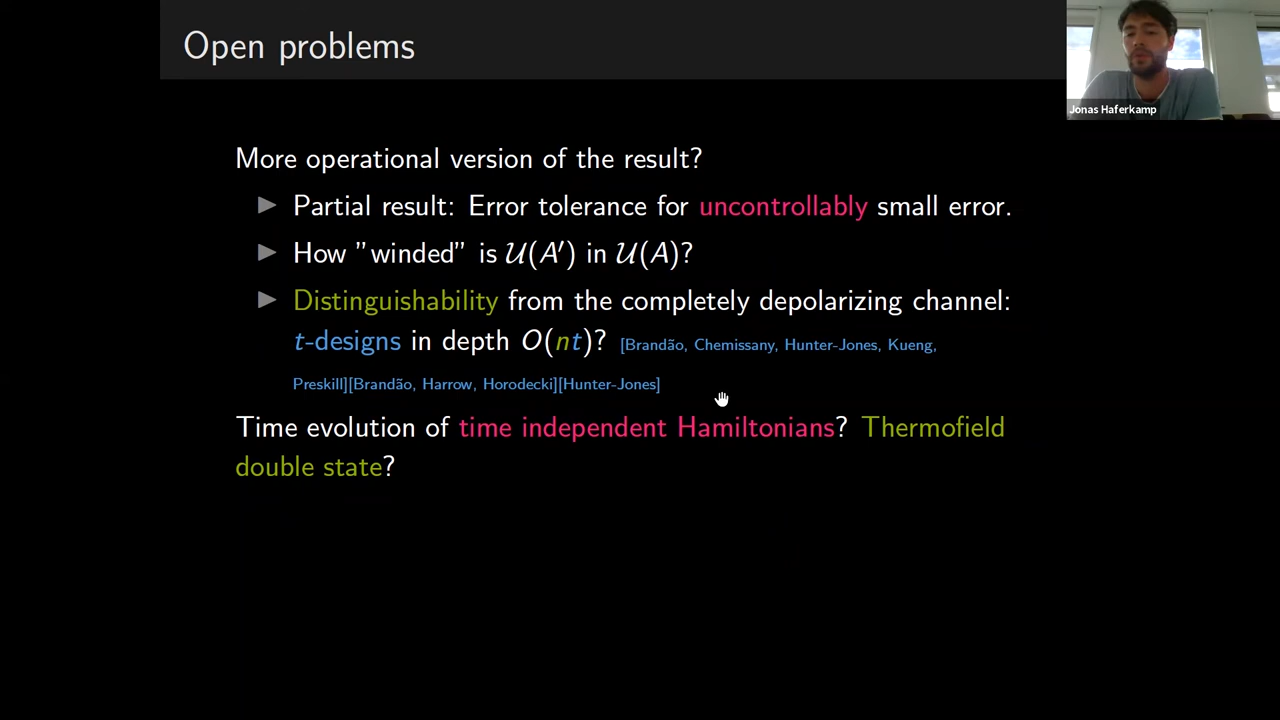 Open problems
Jonas Haferkamp
More operational version of the result?
▶ Partial result: Error tolerance for uncontrollably small error.
▶ How "winded" is U(A′) in U(A)?
▶ Distinguishability from the completely depolarizing channel:
t-designs in depth O(nt)? [Brandão, Chemissany, Hunter-Jones, Kueng,
Preskill][Brandão, Harrow, Horodecki][Hunter-Jones]
Time evolution of time independent Hamiltonians? Thermofield
double state?